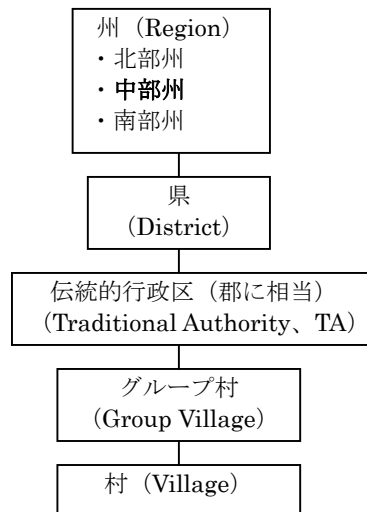 州（Region）
・北部州
・中部州
・南部州
県
（District）
伝統的行政区（郡に相当）
（Traditional Authority、TA）
グループ村
（Group Village）
村（Village）